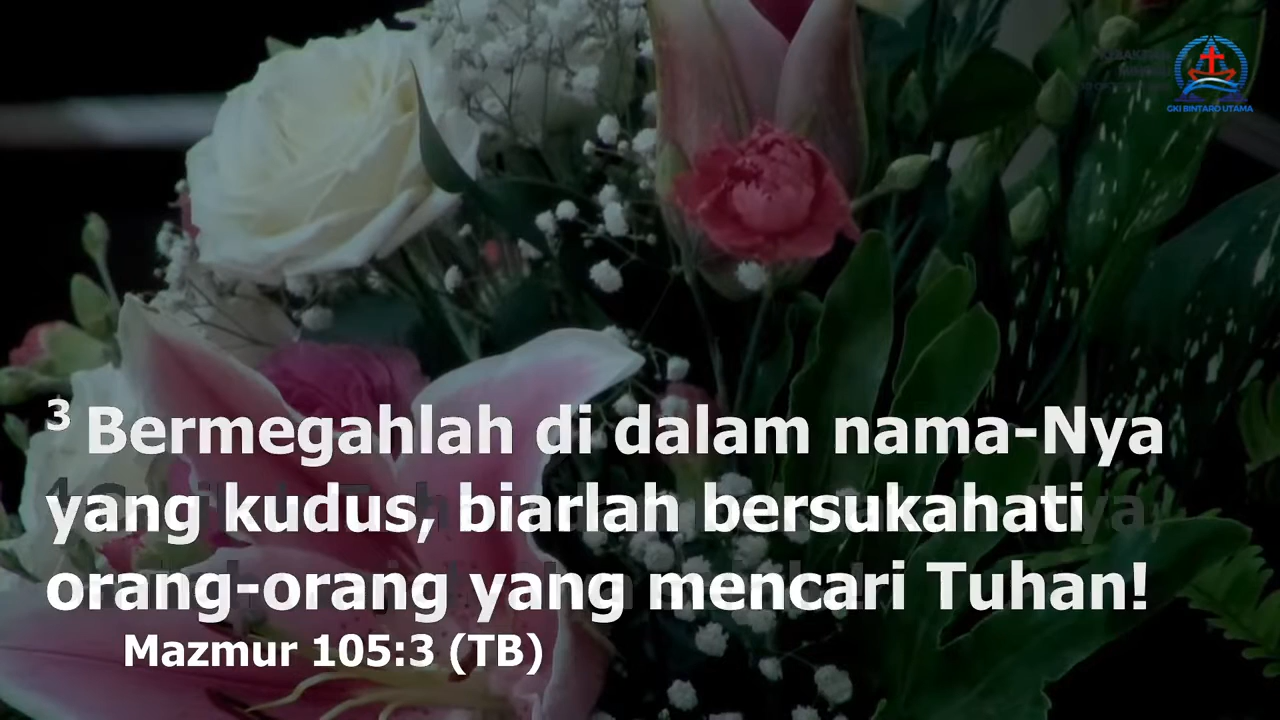 GKI BINTARO UTAMA
3 Bermegahlah di dalam nama-Nya
yang kudus, biarlah bersukahati
orang-orang yang mencari Tuhan!
Mazmur 105:3 (TB)